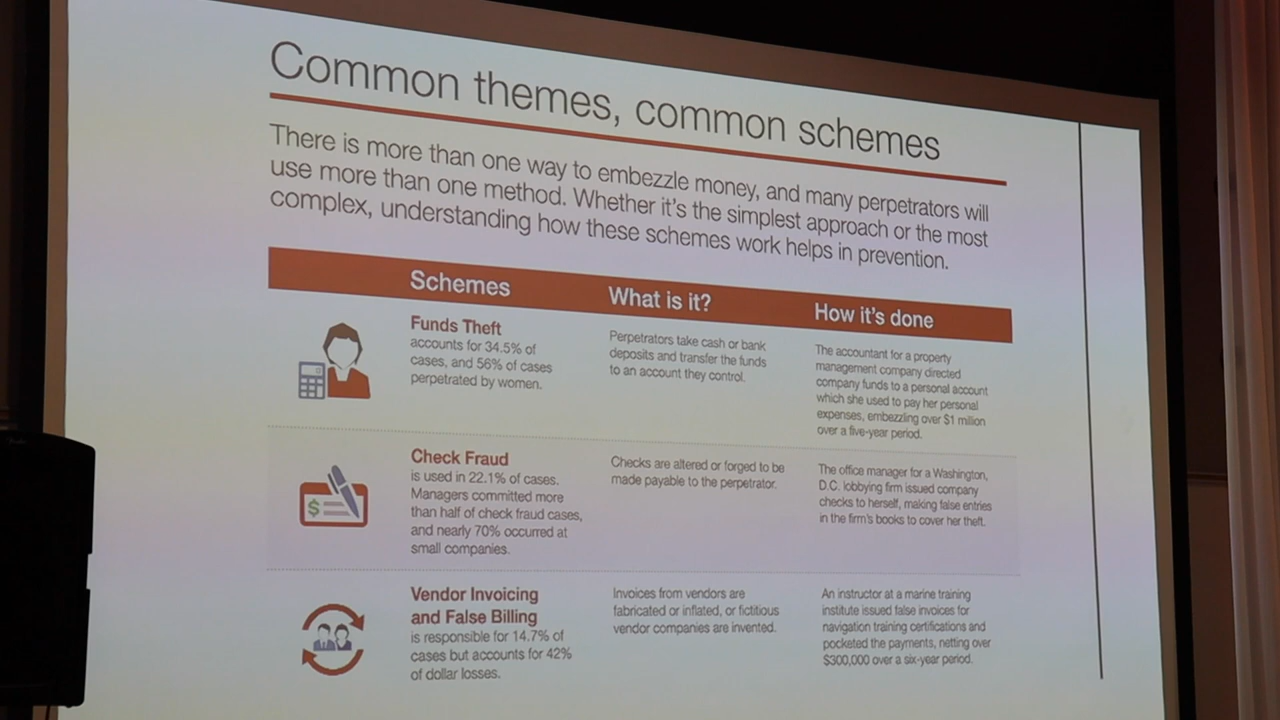 Common themes, common schemes
There is more than one way to embezzle money, and many perpetrators will
use more than one method. Whether it's the simplest approach or the most
complex, understanding how these schemes work helps in prevention.
Schemes
What is it?
How it's done
Funds Theft
accounts for 34.5% of
cases, and 56% of cases
perpetrated by women.
Perpetrators take cash or bank
deposits and transfer the funds
to an account they control.
The accountant for a property
management company directed
company funds to a personal account
which she used to pay her personal
expenses, embezzling over $1 million
over a five-year period.
Check Fraud
is used in 22.1% of cases.
Managers committed more
than half of check fraud cases,
and nearly 70% occurred at
small companies.
Checks are altered or forged to be
made payable to the perpetrator.
The office manager for a Washington,
D.C. lobbying firm issued company
checks to herself, making false entries
in the firm's books to cover her theft.
$
Vendor Invoicing
and False Billing
is responsible for 14.7% of
cases but accounts for 42%
of dollar losses.
Invoices from vendors are
fabricated or inflated, or fictitious
vendor companies are invented.
An instructor at a marine training
institute issued false invoices for
navigation training certifications and
pocketed the payments, netting over
$300,000 over a six-year period.